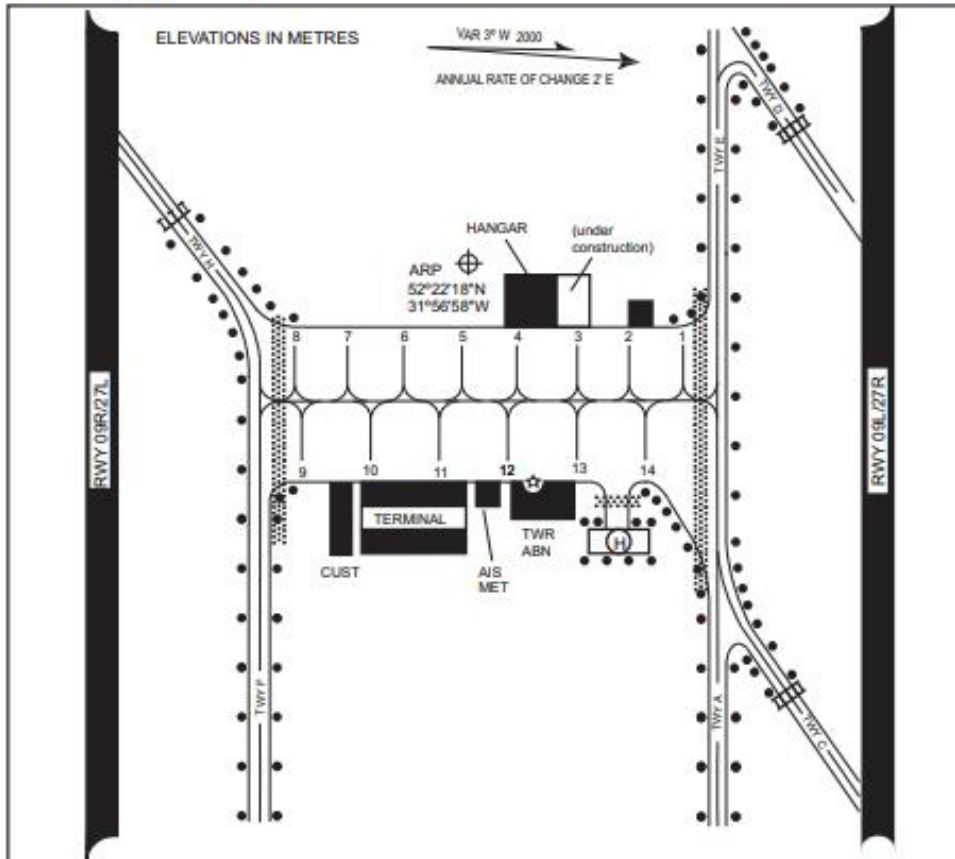 ELEVATIONS IN METRES
VAR 3° W 2000
ANNUAL RATE OF CHANGE 2' E
TWY D
TWY E
TWY H
HANGAR
(under
construction)
ARP
52°22'18"N
31°56'58"W
8
7
6
5
4
3
2
1
RWY 09R/27L
RWY 09L/27R
9
10
11
12
13
14
TERMINAL
TWR
ABN
H
CUST
AIS
MET
TWY F
TWY A
TWY C